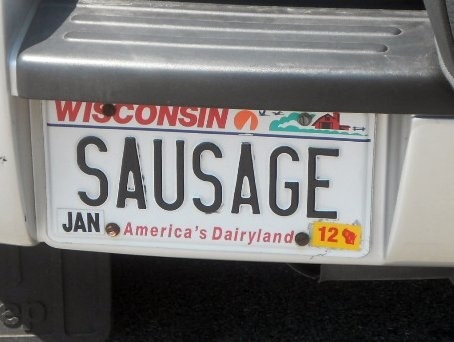 WISCONSIN
SAUSAGE
JAN America's Dairyland 12